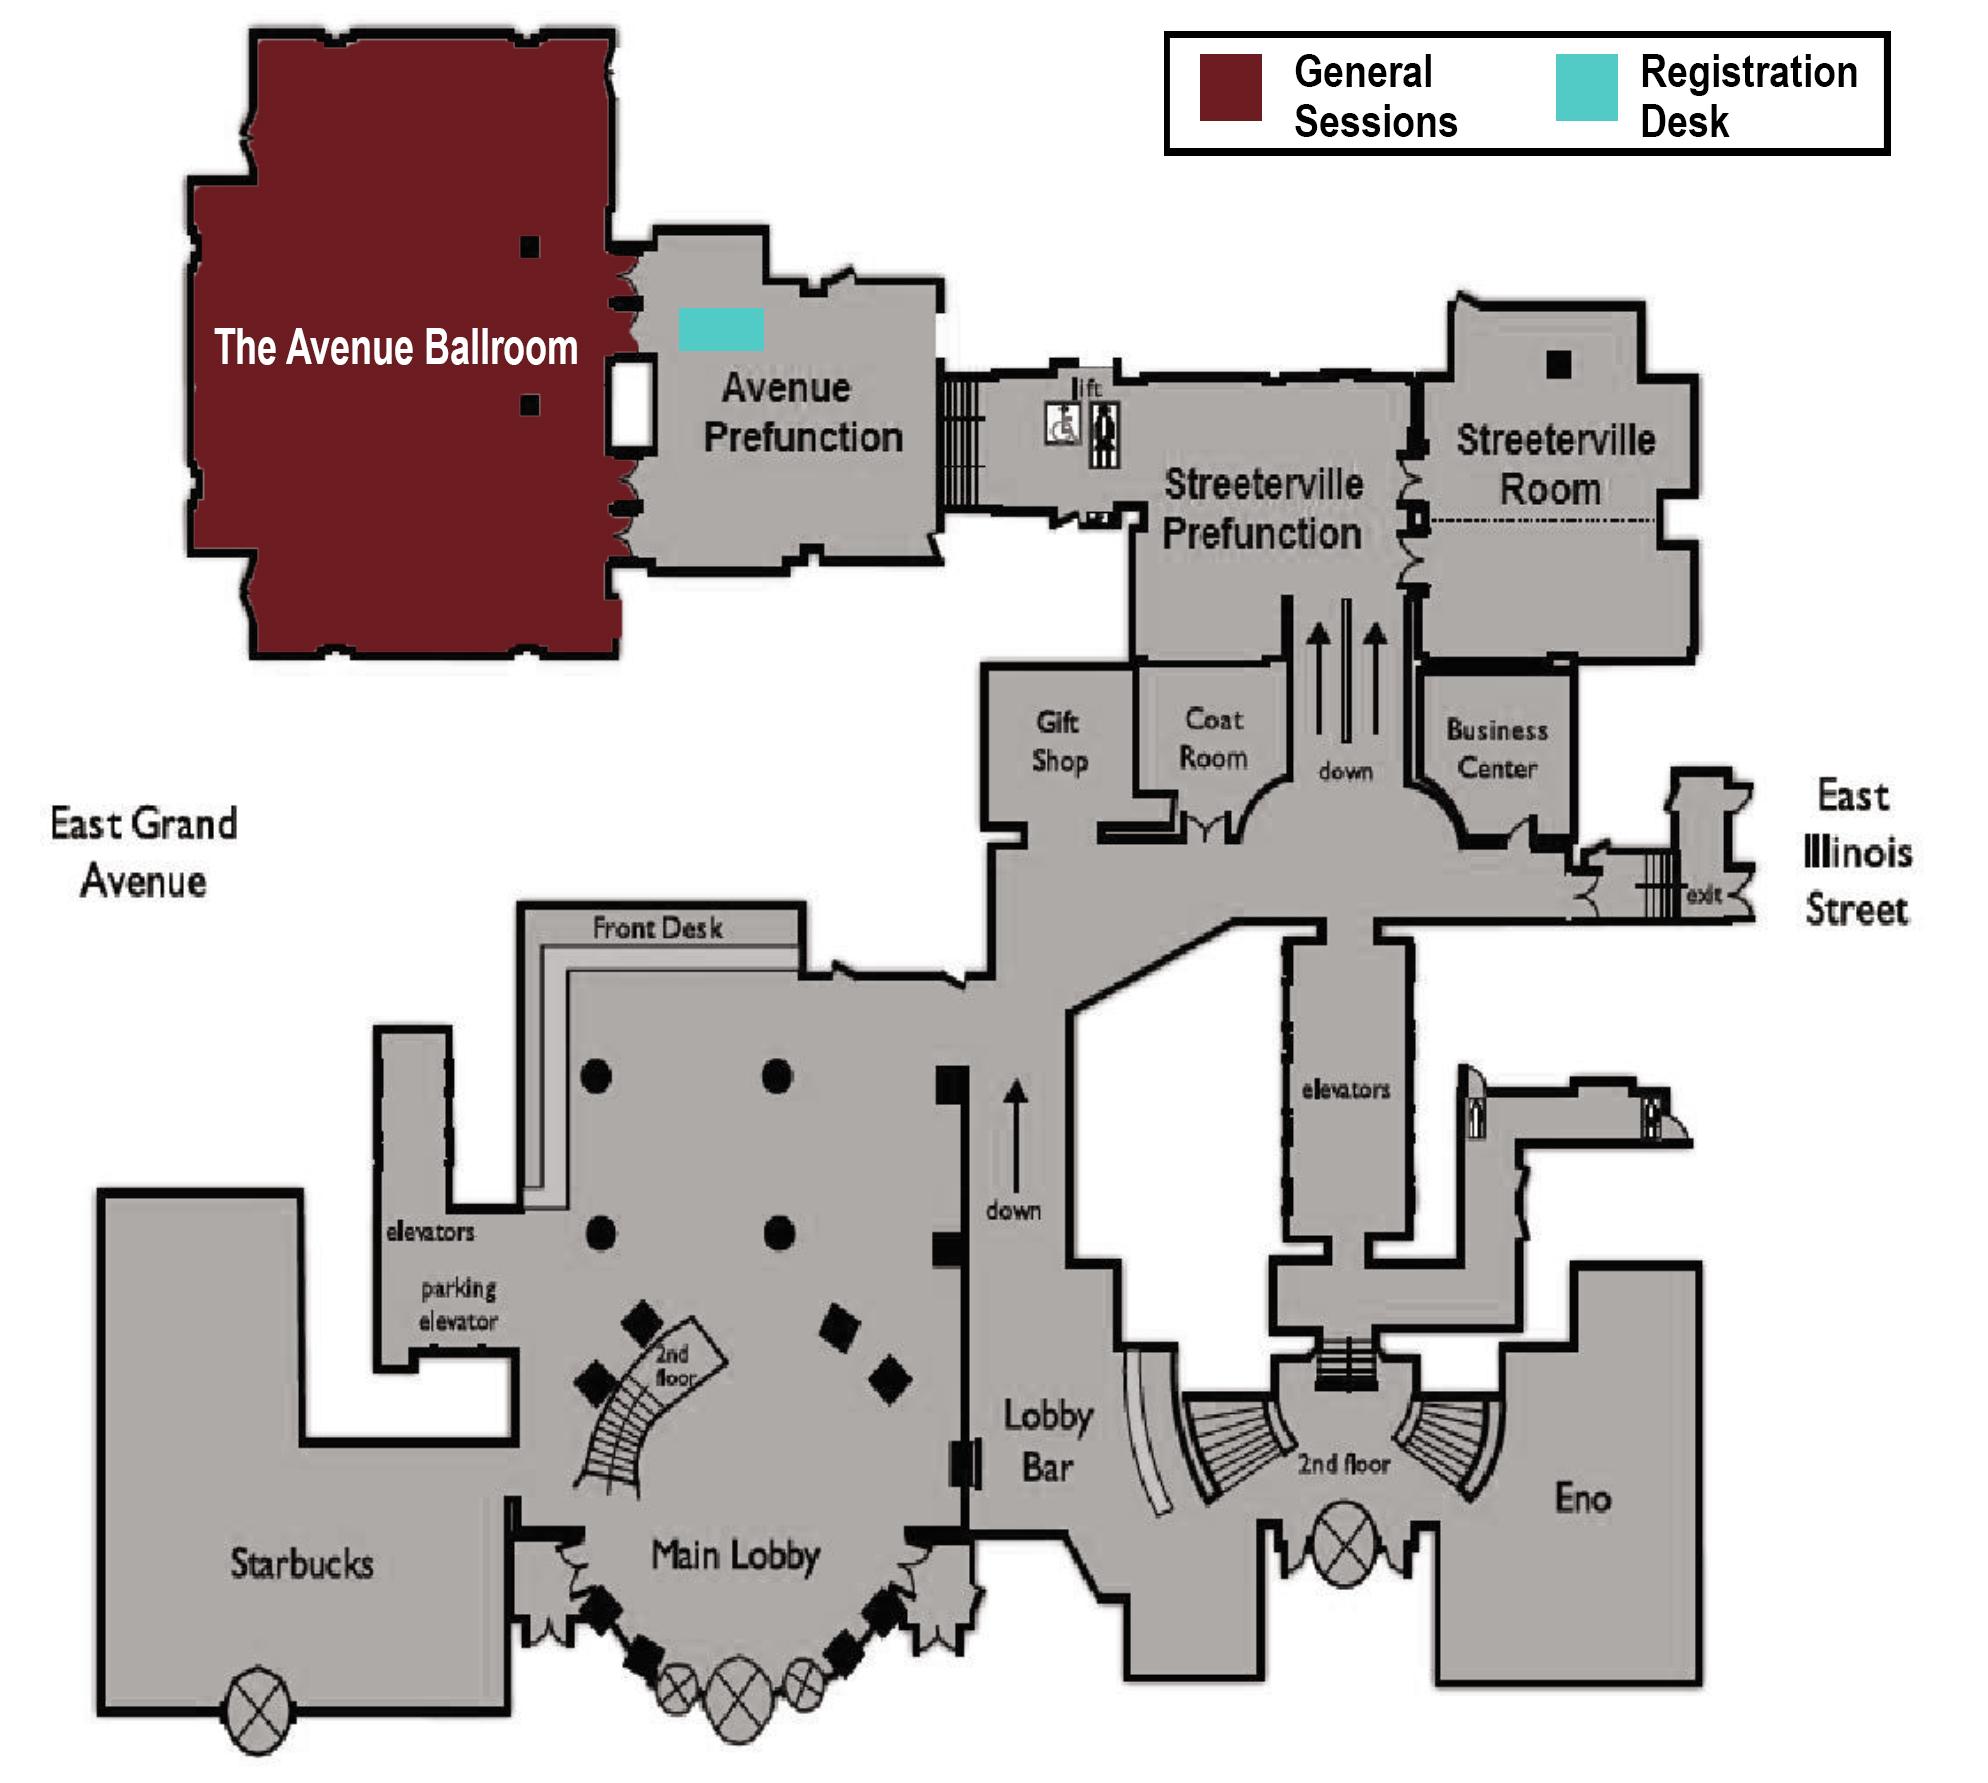 General
Sessions
Registration
Desk
The Avenue Ballroom
Avenue
Prefunction
lift
Streeterville
Prefunction
Streeterville
Room
Gift
Shop
Coat
Room
down
Business
Center
East Grand
Avenue
East
Illinois
Street
exit
Front Desk
elevators
elevators
parking
elevator
down
2nd
floor
Lobby
Bar
2nd floor
Eno
Starbucks
Main Lobby